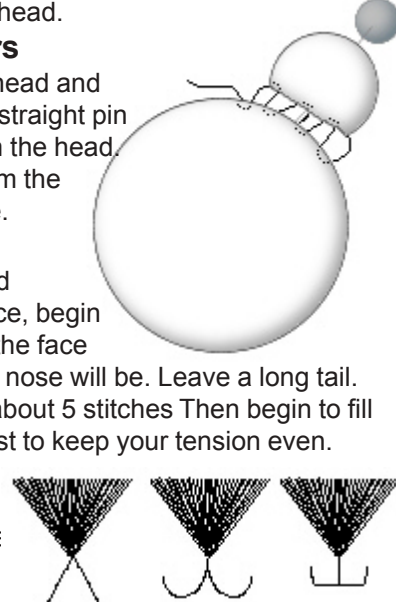 head.
rs
head and
straight pin
the head.
m the
ce, begin
the face
nose will be. Leave a long tail.
about 5 stitches Then begin to fill
st to keep your tension even.